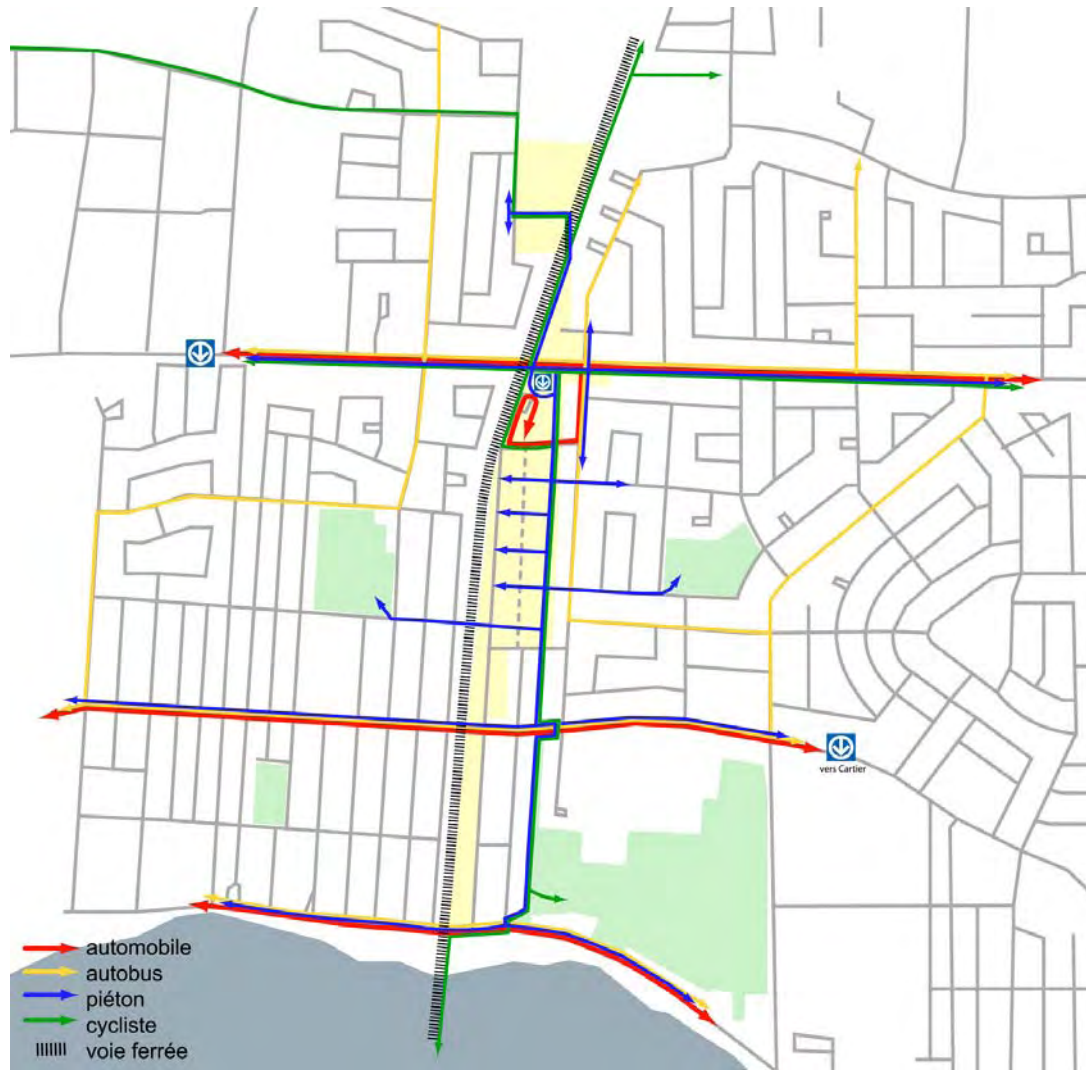 vers Cartier
automobile
autobus
piéton
cycliste
voie ferrée